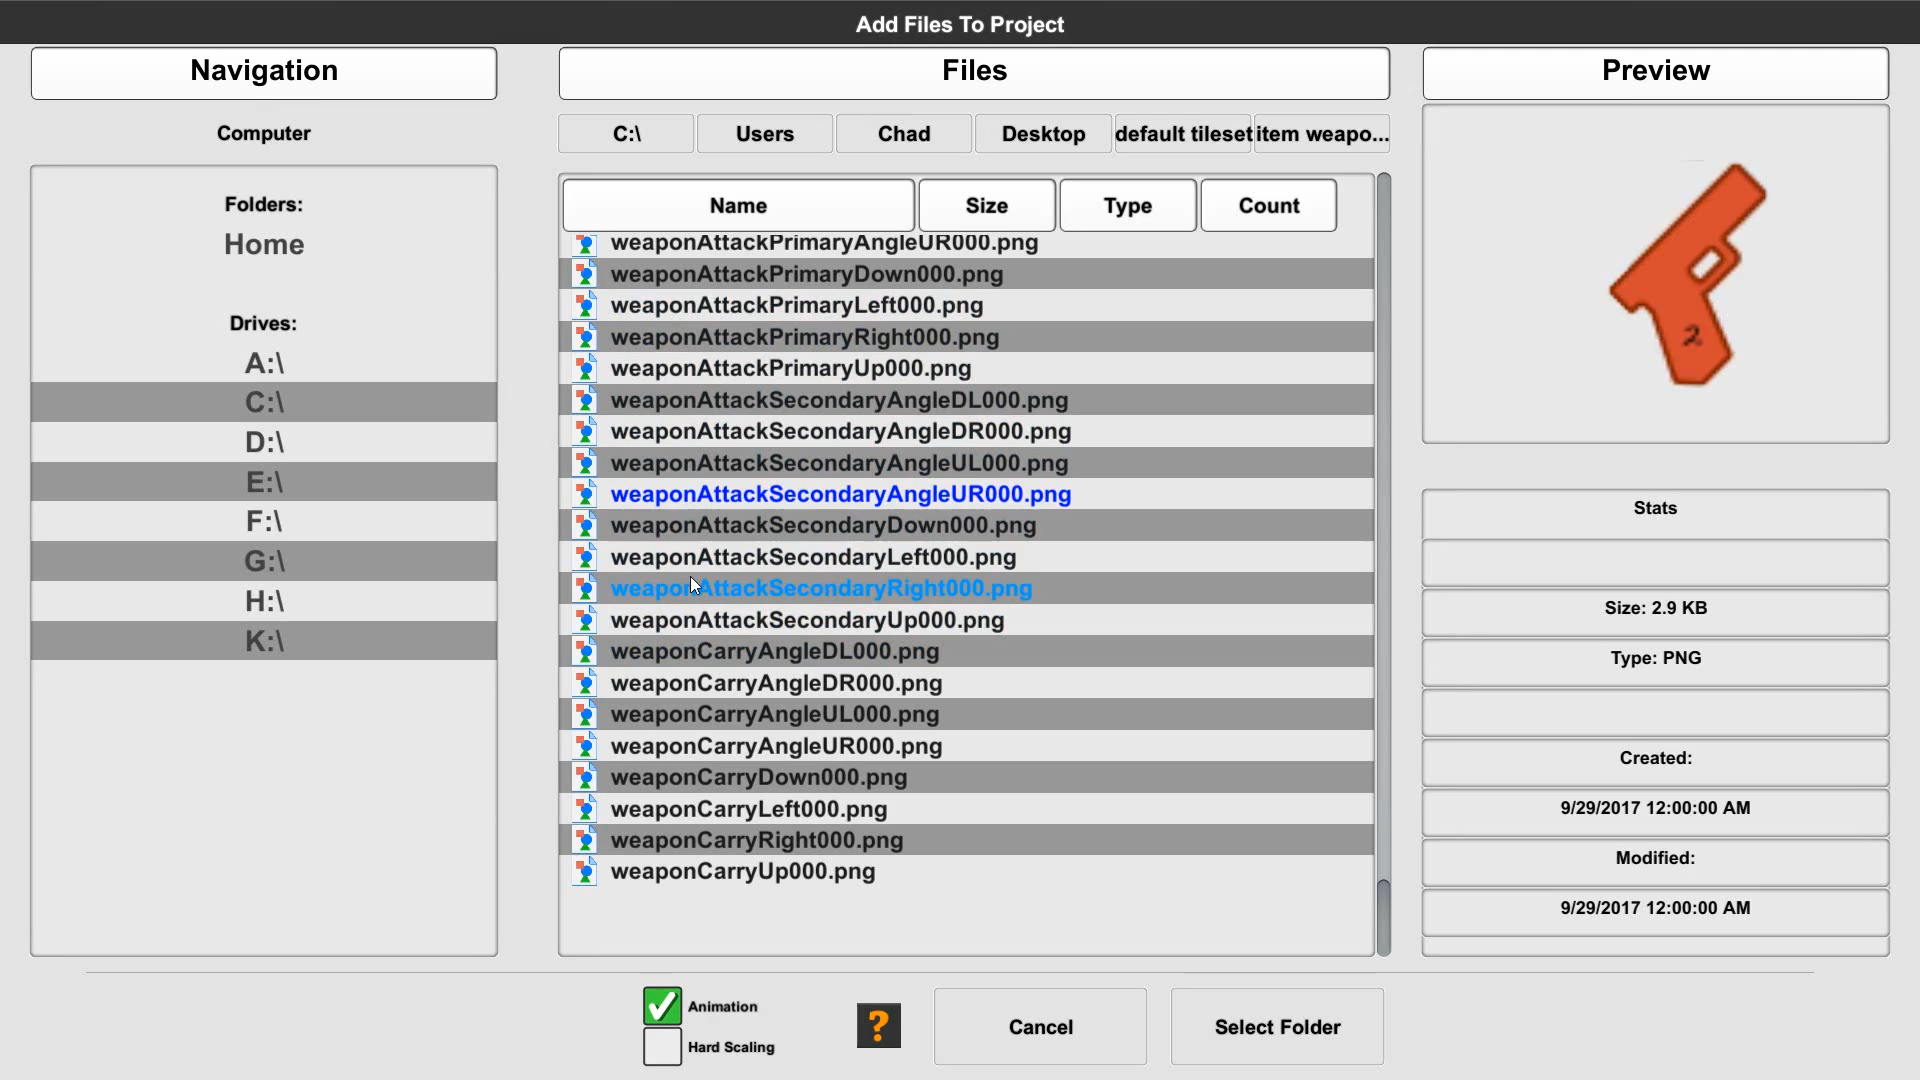 Add Files To Project
Navigation
Computer
Folders:
Home
Drives:
A:\
C:\
D:\
E:\
F:\
G:\
H:\
K:\
Files
C:\ Users Chad Desktop default tileset item weapo...
Name Size Type Count
weaponAttackPrimaryAngleUR000.png
weaponAttackPrimaryDown000.png
weaponAttackPrimaryLeft000.png
weaponAttackPrimaryRight000.png
weaponAttackPrimaryUp000.png
weaponAttackSecondaryAngleDL000.png
weaponAttackSecondaryAngleDR000.png
weaponAttackSecondaryAngleUL000.png
weaponAttackSecondaryAngleUR000.png
weaponAttackSecondaryDown000.png
weaponAttackSecondaryLeft000.png
weaponAttackSecondaryRight000.png
weaponAttackSecondaryUp000.png
weaponCarryAngleDL000.png
weaponCarryAngleDR000.png
weaponCarryAngleUL000.png
weaponCarryAngleUR000.png
weaponCarryDown000.png
weaponCarryLeft000.png
weaponCarryRight000.png
weaponCarryUp000.png
Preview
2
Stats
Size: 2.9 KB
Type: PNG
Created:
9/29/2017 12:00:00 AM
Modified:
9/29/2017 12:00:00 AM
Animation
Hard Scaling
?
Cancel
Select Folder